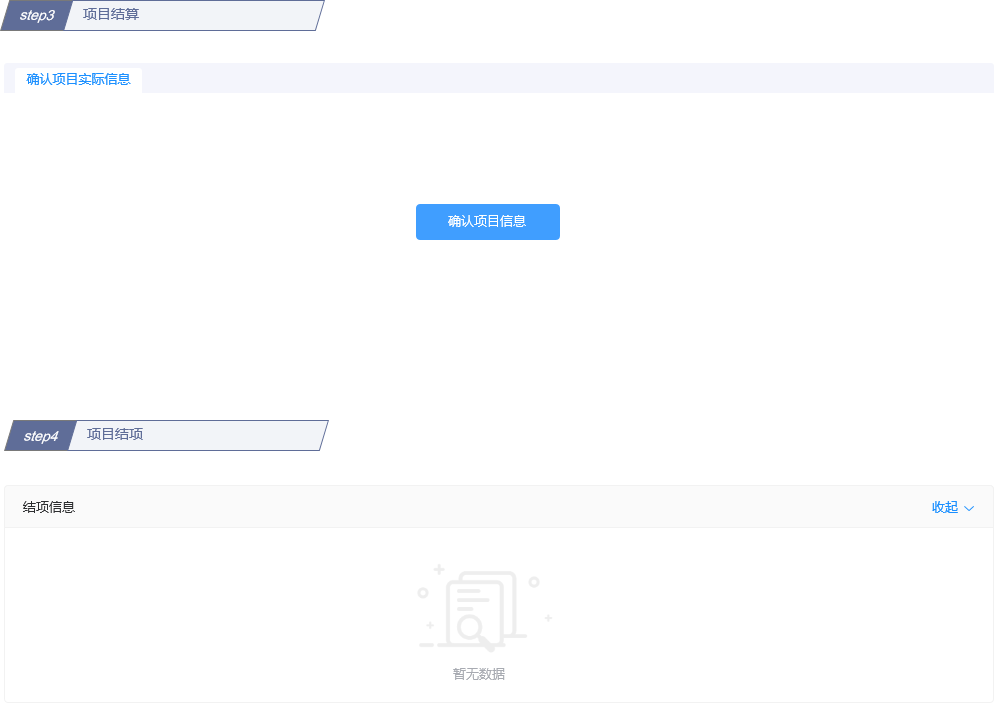 step3 项目结算
确认项目实际信息
确认项目信息
step4 项目结项
结项信息 收起
暂无数据